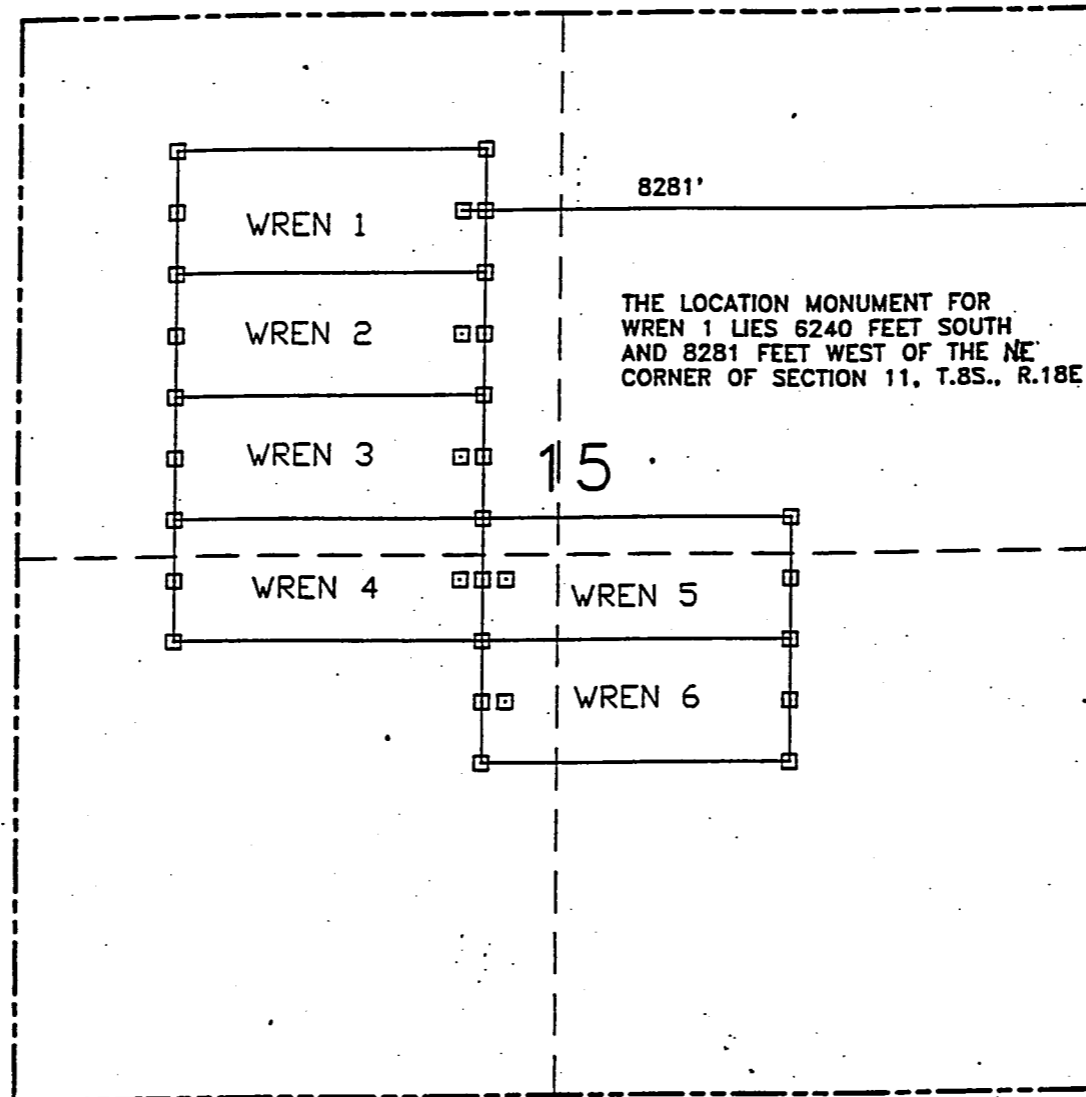 8281'
WREN 1
THE LOCATION MONUMENT FOR
WREN 1 LIES 6240 FEET SOUTH
AND 8281 FEET WEST OF THE NE
CORNER OF SECTION 11, T.8S., R.18E
WREN 2
WREN 3
15
WREN 4
WREN 5
WREN 6